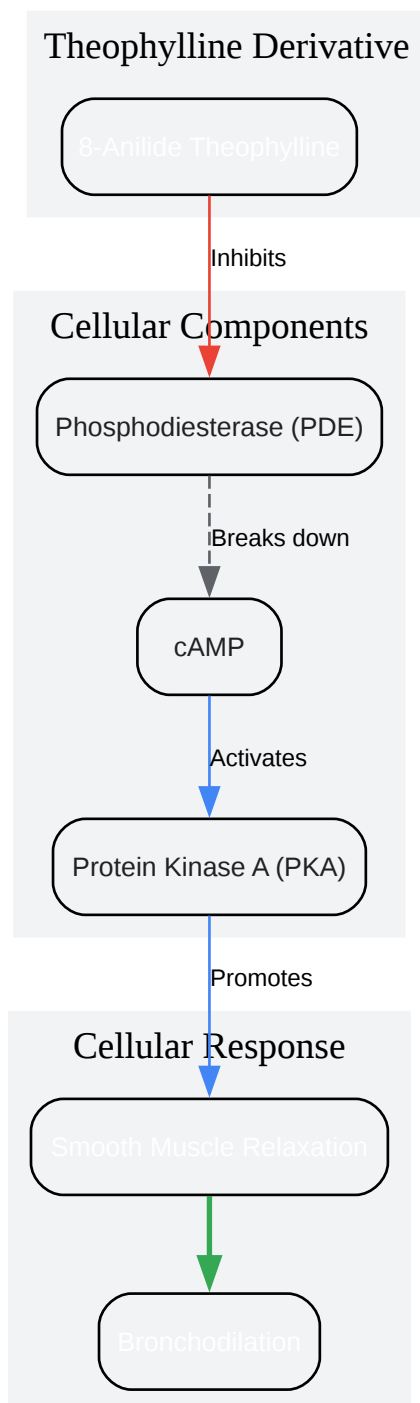 Theophylline Derivative
8-Anilide Theophylline
Inhibits
Cellular Components
Phosphodiesterase (PDE)
Breaks down
cAMP
Activates
Protein Kinase A (PKA)
Promotes
Cellular Response
Smooth Muscle Relaxation
Bronchodilation